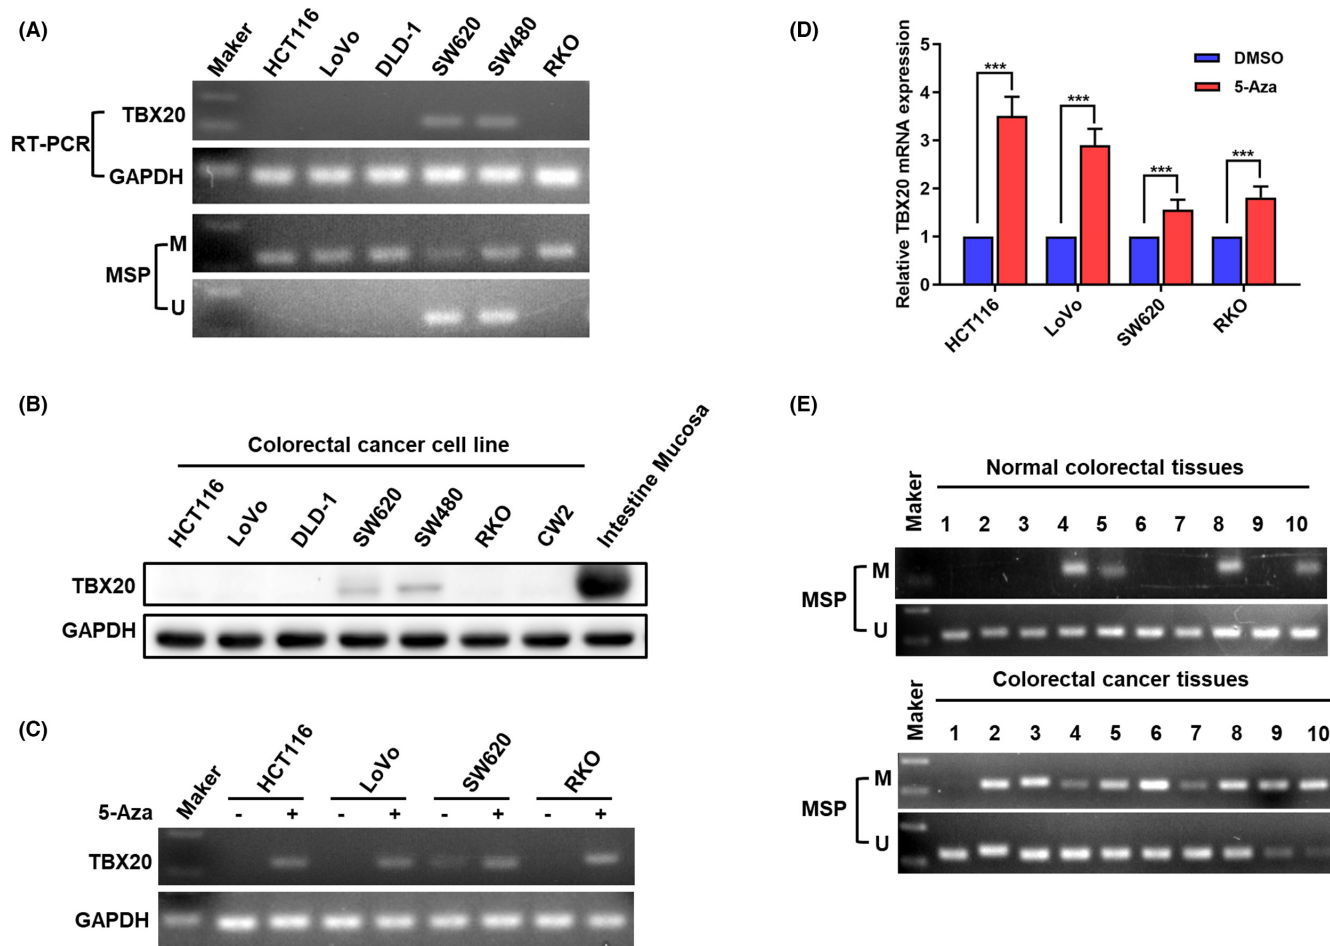 (A)
Maker HCT116 LoVo DLD-1 SW620 SW480 RKO
RT-PCR
TBX20
GAPDH
MSP
M
U
(B)
Colorectal cancer cell line
HCT116 LoVo DLD-1 SW620 SW480 RKO CW2 Intestine Mucosa
TBX20
GAPDH
(C)
Maker HCT116 LoVo SW620 RKO
5-Aza - + - + - + - +
TBX20
GAPDH
(D)
Relative TBX20 mRNA expression
5
4
3
2
1
0
*** *** *** ***
DMSO
5-Aza
HCT116 LoVo SW620 RKO
(E)
Normal colorectal tissues
Maker 1 2 3 4 5 6 7 8 9 10
MSP
M
U
Colorectal cancer tissues
Maker 1 2 3 4 5 6 7 8 9 10
MSP
M
U